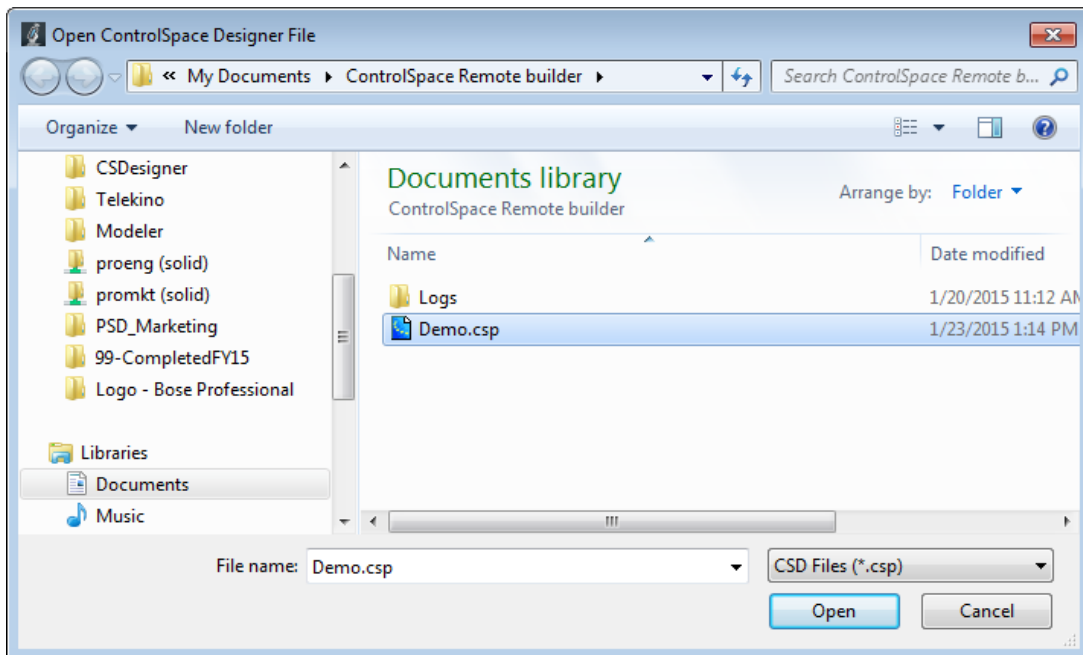 Open ControlSpace Designer File
« My Documents ▸ ControlSpace Remote builder ▸
Search ControlSpace Remote b...
Organize
New folder
CSDesigner
Telekino
Modeler
proeng (solid)
promkt (solid)
PSD_Marketing
99-CompletedFY15
Logo - Bose Professional
Libraries
Documents
Music
Documents library
ControlSpace Remote builder
Arrange by: Folder
Name Date modified
Logs 1/20/2015 11:12 AM
Demo.csp 1/23/2015 1:14 PM
File name: Demo.csp
CSD Files (*.csp)
Open Cancel